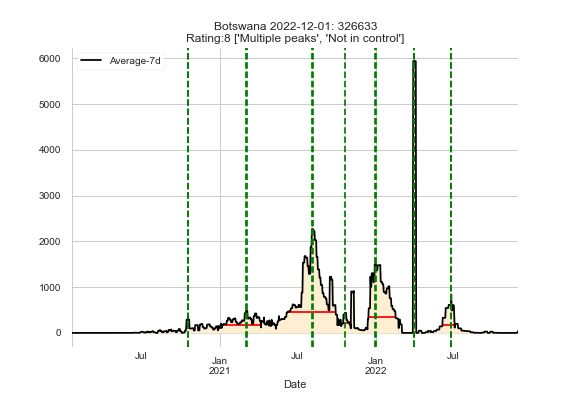 Botswana 2022-12-01: 326633
Rating:8 ['Multiple peaks', 'Not in control']
Average-7d
6000
5000
4000
3000
2000
1000
0
Jul
Jan
2021
Jul
Jan
2022
Jul
Date